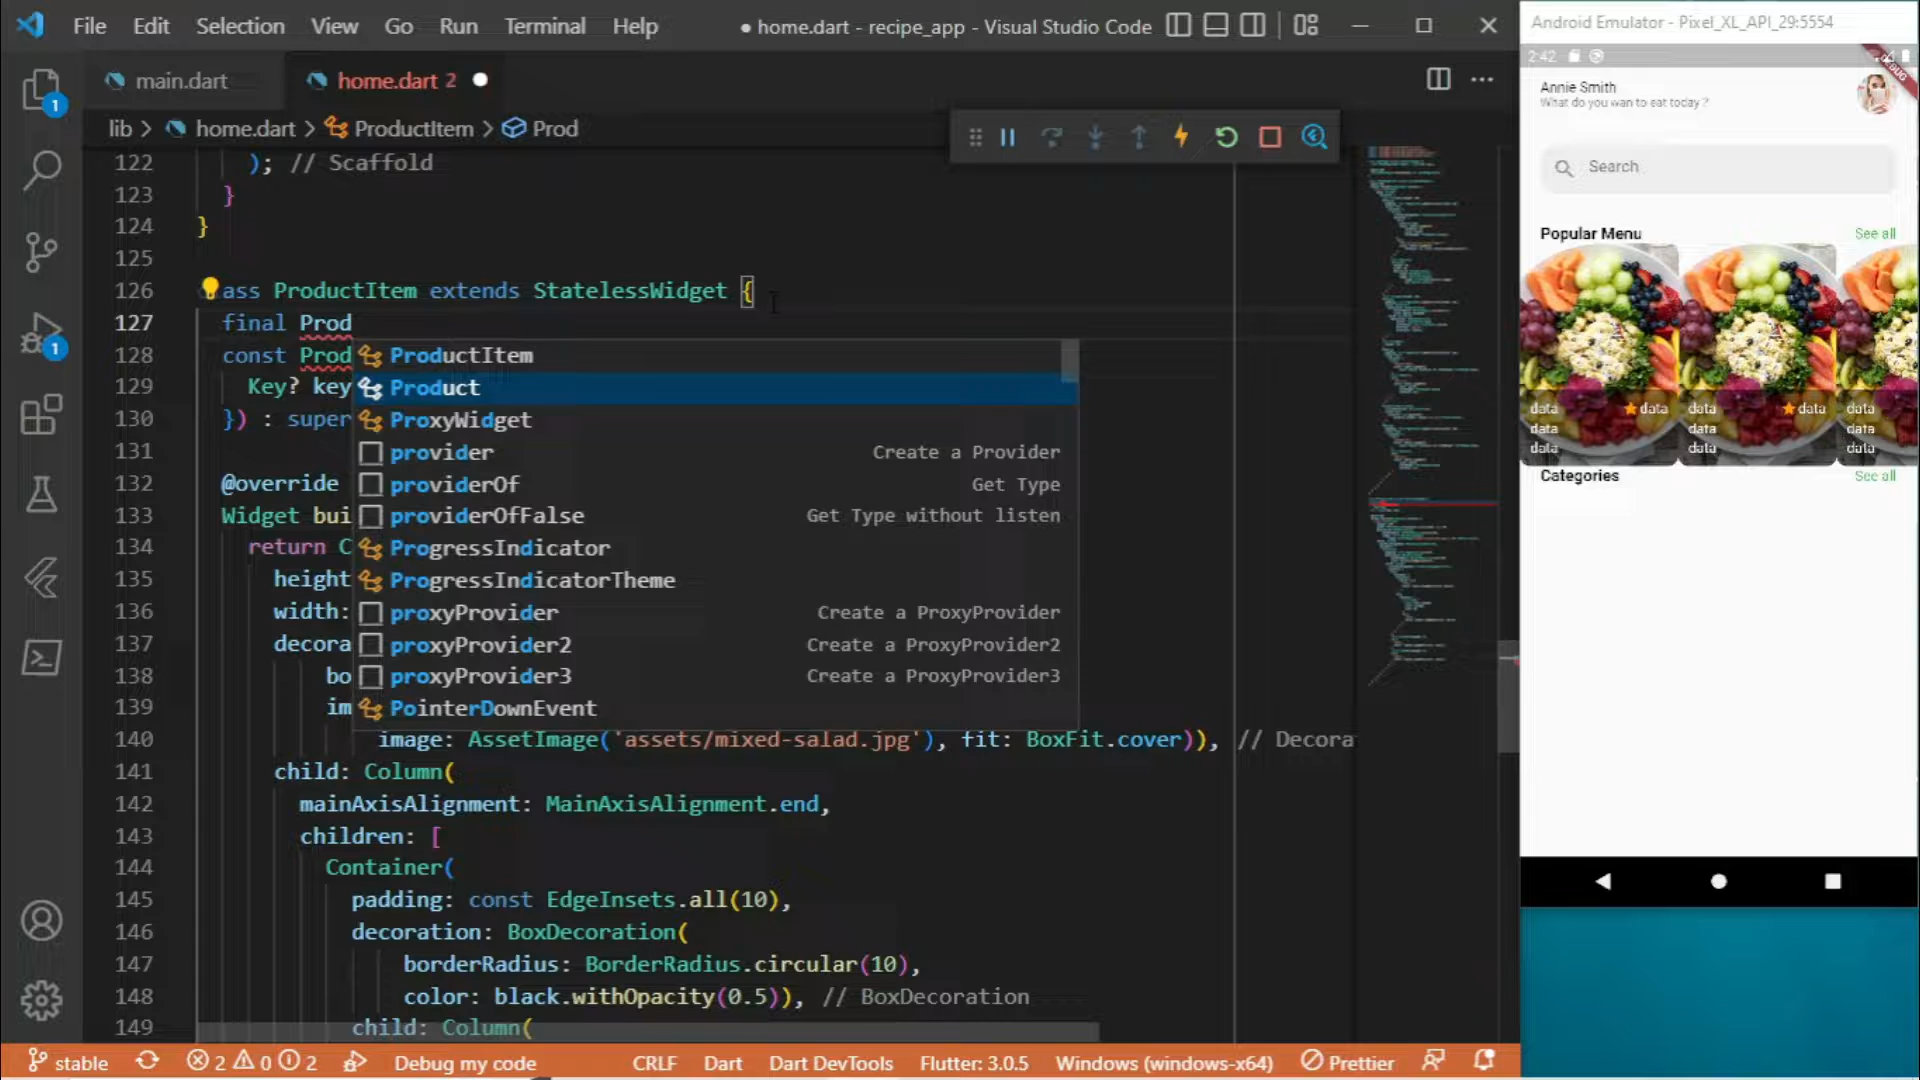 File Edit Selection View Go Run Terminal Help
● home.dart - recipe_app - Visual Studio Code
main.dart
home.dart 2
lib > home.dart > ProductItem > Prod
122 ); // Scaffold
123 }
124 }
125
126 ass ProductItem extends StatelessWidget {
127 final Prod
128 const Prod
129 Key? key
130 }) : super
131
132 @override
133 Widget bui
134 return C
135 height
136 width:
137 decora
138 bo
139 im
ProductItem
Product
ProxyWidget
provider Create a Provider
providerOf Get Type
providerOfFalse Get Type without listen
ProgressIndicator
ProgressIndicatorTheme
proxyProvider Create a ProxyProvider
proxyProvider2 Create a ProxyProvider2
proxyProvider3 Create a ProxyProvider3
PointerDownEvent
140 image: AssetImage('assets/mixed-salad.jpg'), fit: BoxFit.cover)), // Decora
141 child: Column(
142 mainAxisAlignment: MainAxisAlignment.end,
143 children: [
144 Container(
145 padding: const EdgeInsets.all(10),
146 decoration: BoxDecoration(
147 borderRadius: BorderRadius.circular(10),
148 color: black.withOpacity(0.5)), // BoxDecoration
149 child: Column(
1
1
stable 2 0 2 Debug my code CRLF Dart Dart DevTools Flutter: 3.0.5 Windows (windows-x64) Prettier
Android Emulator - Pixel_XL_API_29:5554
2:42
DEBUG
Annie Smith
What do you wan to eat today ?
Search
Popular Menu See all
data data data data data
data data data
data data data
Categories See all